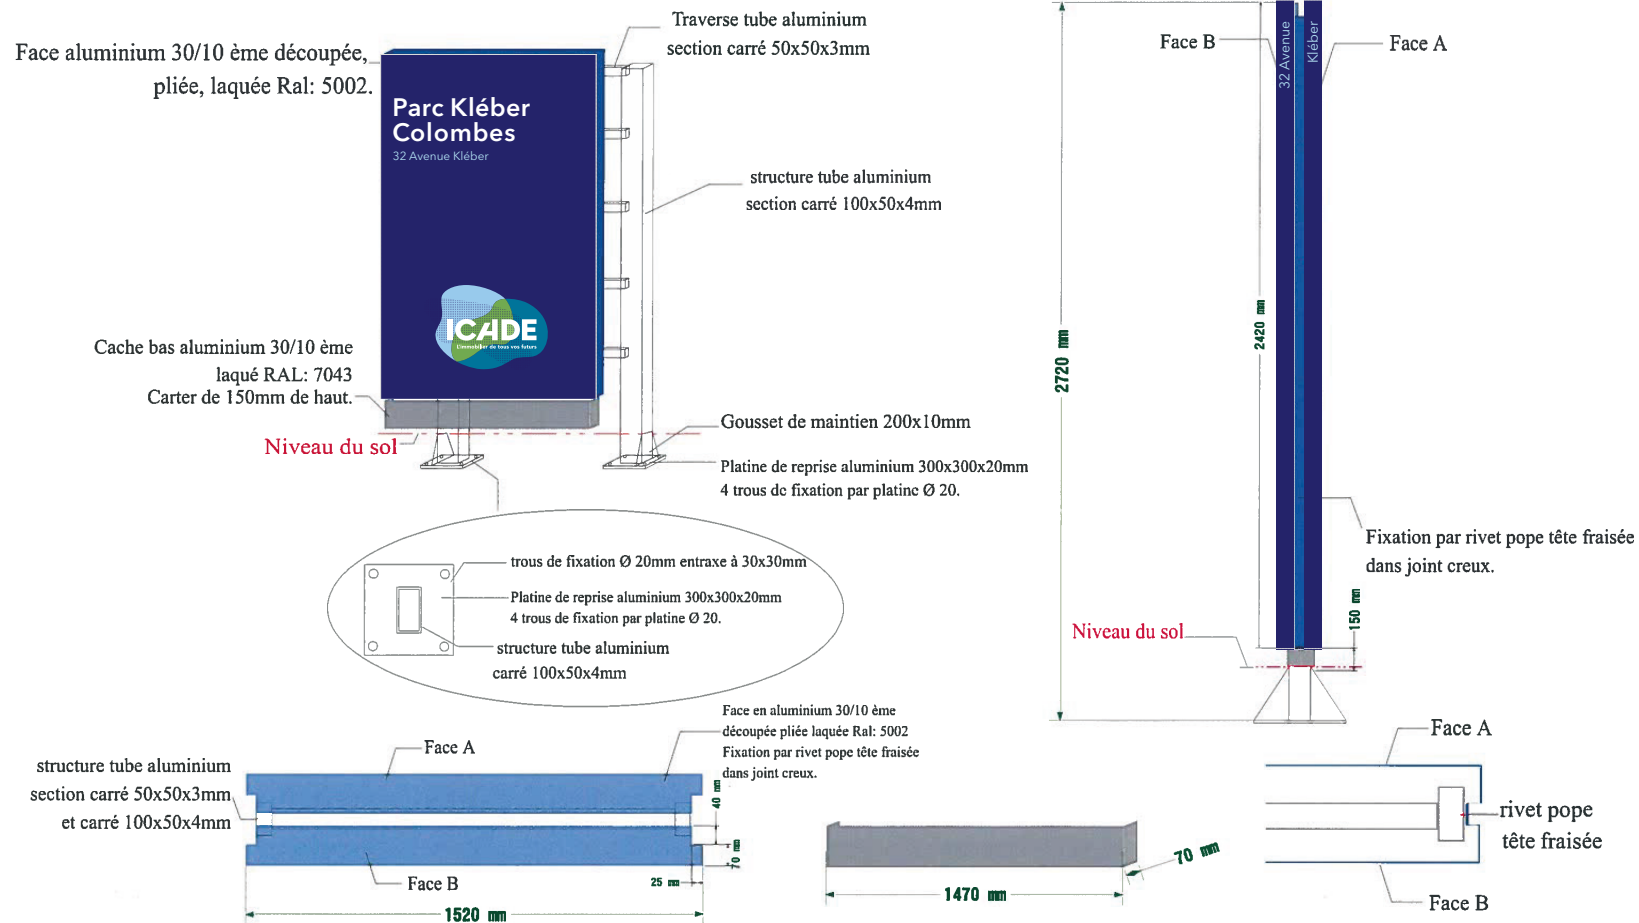 Traverse tube aluminium
section carré 50x50x3mm
Face aluminium 30/10 ème découpée,
pliée, laquée Ral: 5002.
Parc Kléber
Colombes
32 Avenue Kléber
structure tube aluminium
section carré 100x50x4mm
ICADE
L'immobilier de tous vos futurs
Cache bas aluminium 30/10 ème
laqué RAL: 7043
Carter de 150mm de haut.
Niveau du sol
Gousset de maintien 200x10mm
Platine de reprise aluminium 300x300x20mm
4 trous de fixation par platine Ø 20.
trous de fixation Ø 20mm entraxe à 30x30mm
Platine de reprise aluminium 300x300x20mm
4 trous de fixation par platine Ø 20.
structure tube aluminium
carré 100x50x4mm
Face B
32 Avenue
Kléber
Face A
2720 mm
2420 mm
Fixation par rivet pope tête fraisée
dans joint creux.
150 mm
Niveau du sol
Face A
structure tube aluminium
section carré 50x50x3mm
et carré 100x50x4mm
Face en aluminium 30/10 ème
découpée pliée laquée Ral: 5002
Fixation par rivet pope tête fraisée
dans joint creux.
40 mm
70 mm
25 mm
Face B
1520 mm
70 mm
1470 mm
Face A
rivet pope
tête fraisée
Face B